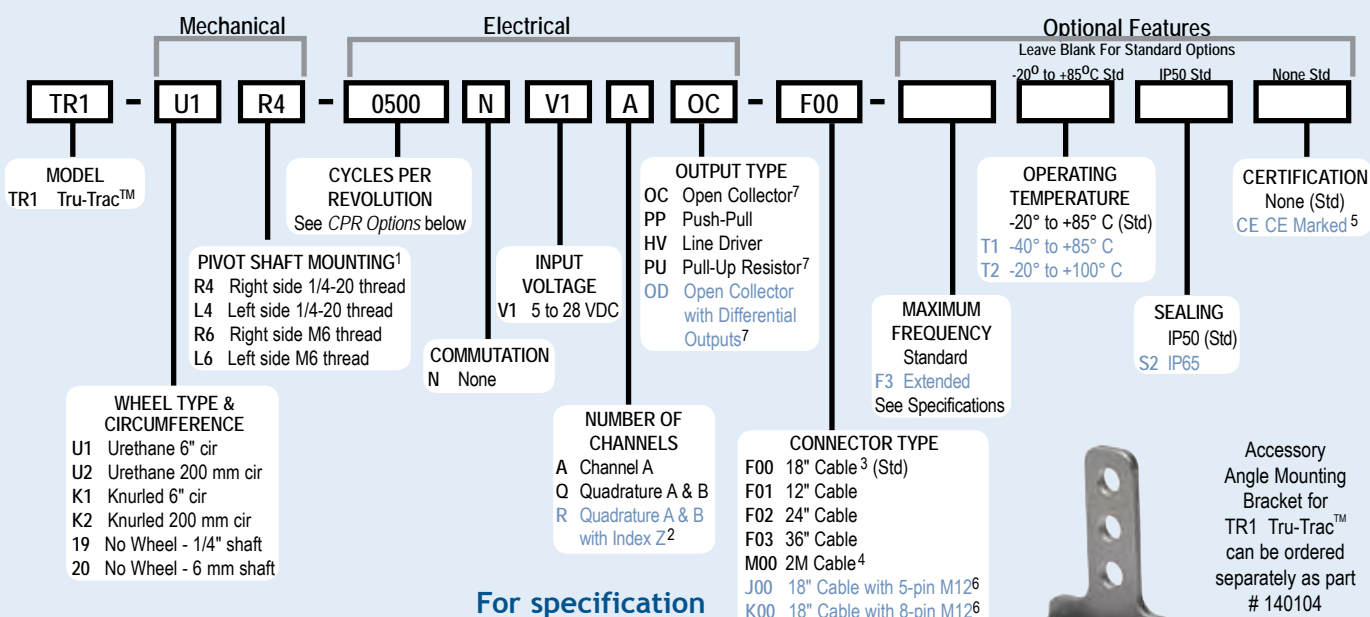 Mechanical
Electrical
Optional Features
Leave Blank For Standard Options
-20⁰ to +85⁰C Std
IP50 Std
None Std
TR1 - U1 R4 - 0500 N V1 A OC - F00 -
MODEL
TR1 Tru-Trac™
CYCLES PER
REVOLUTION
See CPR Options below
PIVOT SHAFT MOUNTING1
R4 Right side 1/4-20 thread
L4 Left side 1/4-20 thread
R6 Right side M6 thread
L6 Left side M6 thread
WHEEL TYPE &
CIRCUMFERENCE
U1 Urethane 6" cir
U2 Urethane 200 mm cir
K1 Knurled 6" cir
K2 Knurled 200 mm cir
19 No Wheel - 1/4" shaft
20 No Wheel - 6 mm shaft
COMMUTATION
N None
INPUT
VOLTAGE
V1 5 to 28 VDC
OUTPUT TYPE
OC Open Collector7
PP Push-Pull
HV Line Driver
PU Pull-Up Resistor7
OD Open Collector
with Differential
Outputs7
NUMBER OF
CHANNELS
A Channel A
Q Quadrature A & B
R Quadrature A & B
with Index Z2
CONNECTOR TYPE
F00 18" Cable3 (Std)
F01 12" Cable
F02 24" Cable
F03 36" Cable
M00 2M Cable4
J00 18" Cable with 5-pin M126
K00 18" Cable with 8-pin M126
MAXIMUM
FREQUENCY
Standard
F3 Extended
See Specifications
OPERATING
TEMPERATURE
-20° to +85° C (Std)
T1 -40° to +85° C
T2 -20° to +100° C
SEALING
IP50 (Std)
S2 IP65
CERTIFICATION
None (Std)
CE CE Marked 5
Accessory
Angle Mounting
Bracket for
TR1 Tru-Trac™
can be ordered
separately as part
# 140104
For specification